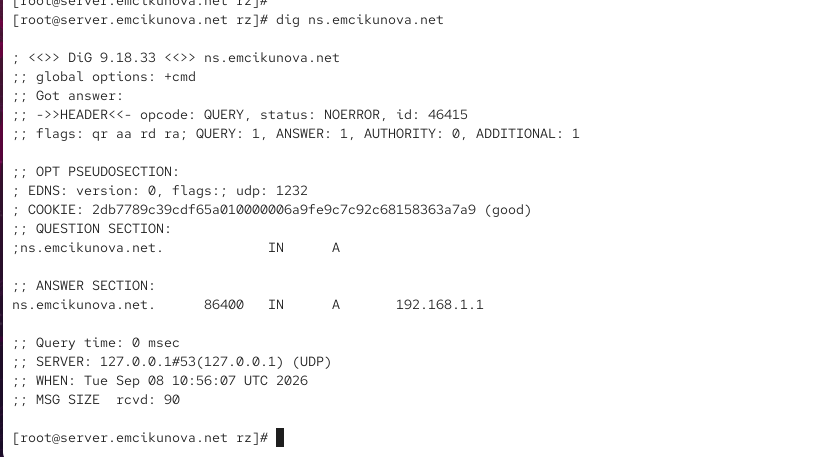 [root@server.emcikunova.net rz]#
[root@server.emcikunova.net rz]# dig ns.emcikunova.net
; <<>> DiG 9.18.33 <<>> ns.emcikunova.net
;; global options: +cmd
;; Got answer:
;; ->>HEADER<<- opcode: QUERY, status: NOERROR, id: 46415
;; flags: qr aa rd ra; QUERY: 1, ANSWER: 1, AUTHORITY: 0, ADDITIONAL: 1
;; OPT PSEUDOSECTION:
; EDNS: version: 0, flags:; udp: 1232
; COOKIE: 2db7789c39cdf65a010000006a9fe9c7c92c68158363a7a9 (good)
;; QUESTION SECTION:
;ns.emcikunova.net. IN A
;; ANSWER SECTION:
ns.emcikunova.net. 86400 IN A 192.168.1.1
;; Query time: 0 msec
;; SERVER: 127.0.0.1#53(127.0.0.1) (UDP)
;; WHEN: Tue Sep 08 10:56:07 UTC 2026
;; MSG SIZE rcvd: 90
[root@server.emcikunova.net rz]#